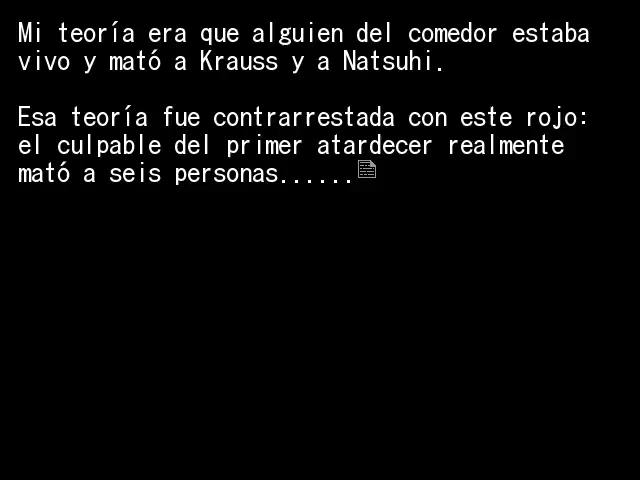 Mi teoría era que alguien del comedor estaba
vivo y mató a Krauss y a Natsuhi.
Esa teoría fue contrarrestada con este rojo:
el culpable del primer atardecer realmente
mató a seis personas......